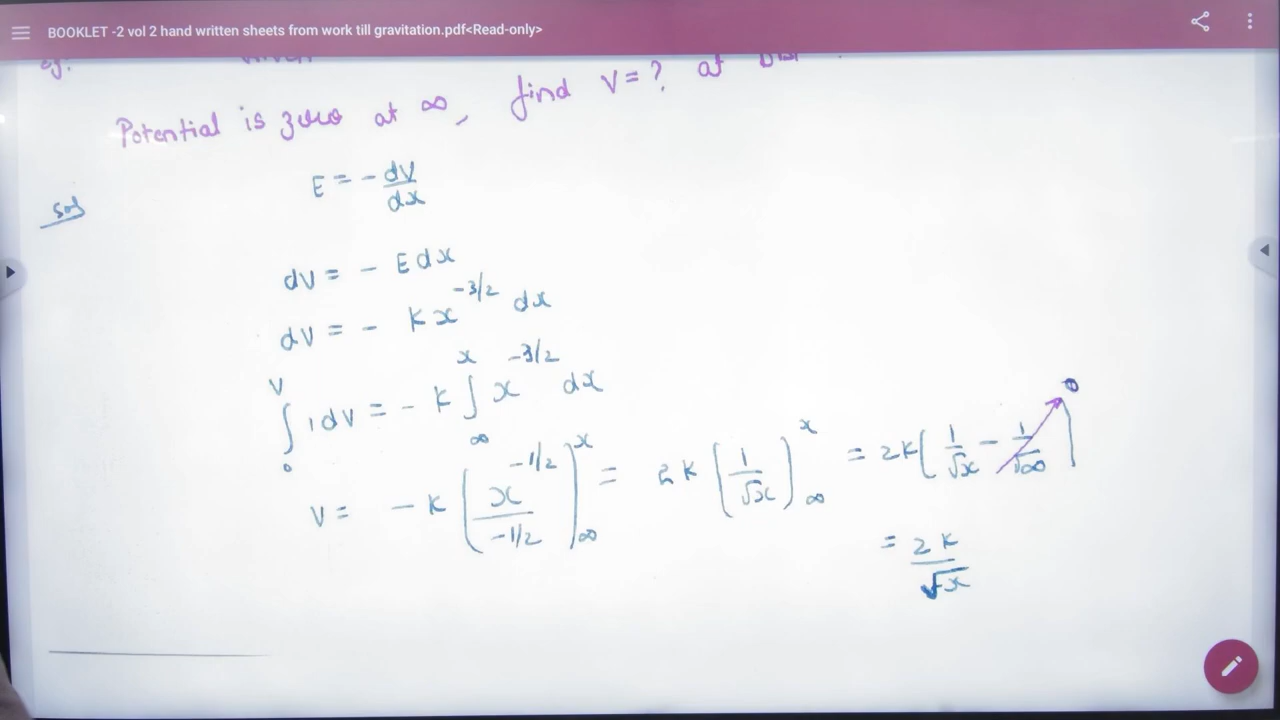 BOOKLET -2 vol 2 hand written sheets from work till gravitation.pdf<Read-only>
eg:
Potential is zero at ∞, find V=? at
Sol
E = - dV/dx
dV = - E dx
dV = - K x^(-3/2) dx
∫_0^V 1 dV = - K ∫_∞^x x^(-3/2) dx
V = - K [x^(-1/2) / (-1/2)]_∞^x = 2K [1/√x]_∞^x = 2K [1/√x - 1/√∞] 0
= 2K/√x